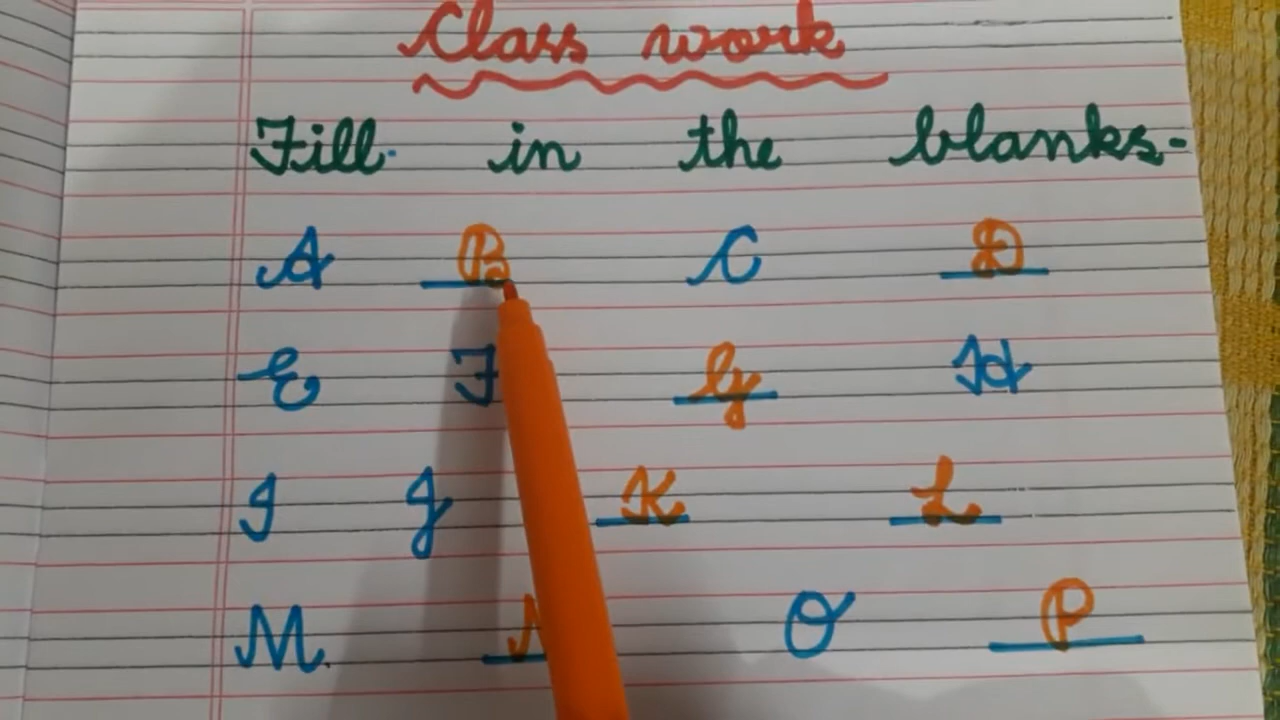 Class work
Fill in the blanks-
A B C D
E F G H
I J K L
M N O P